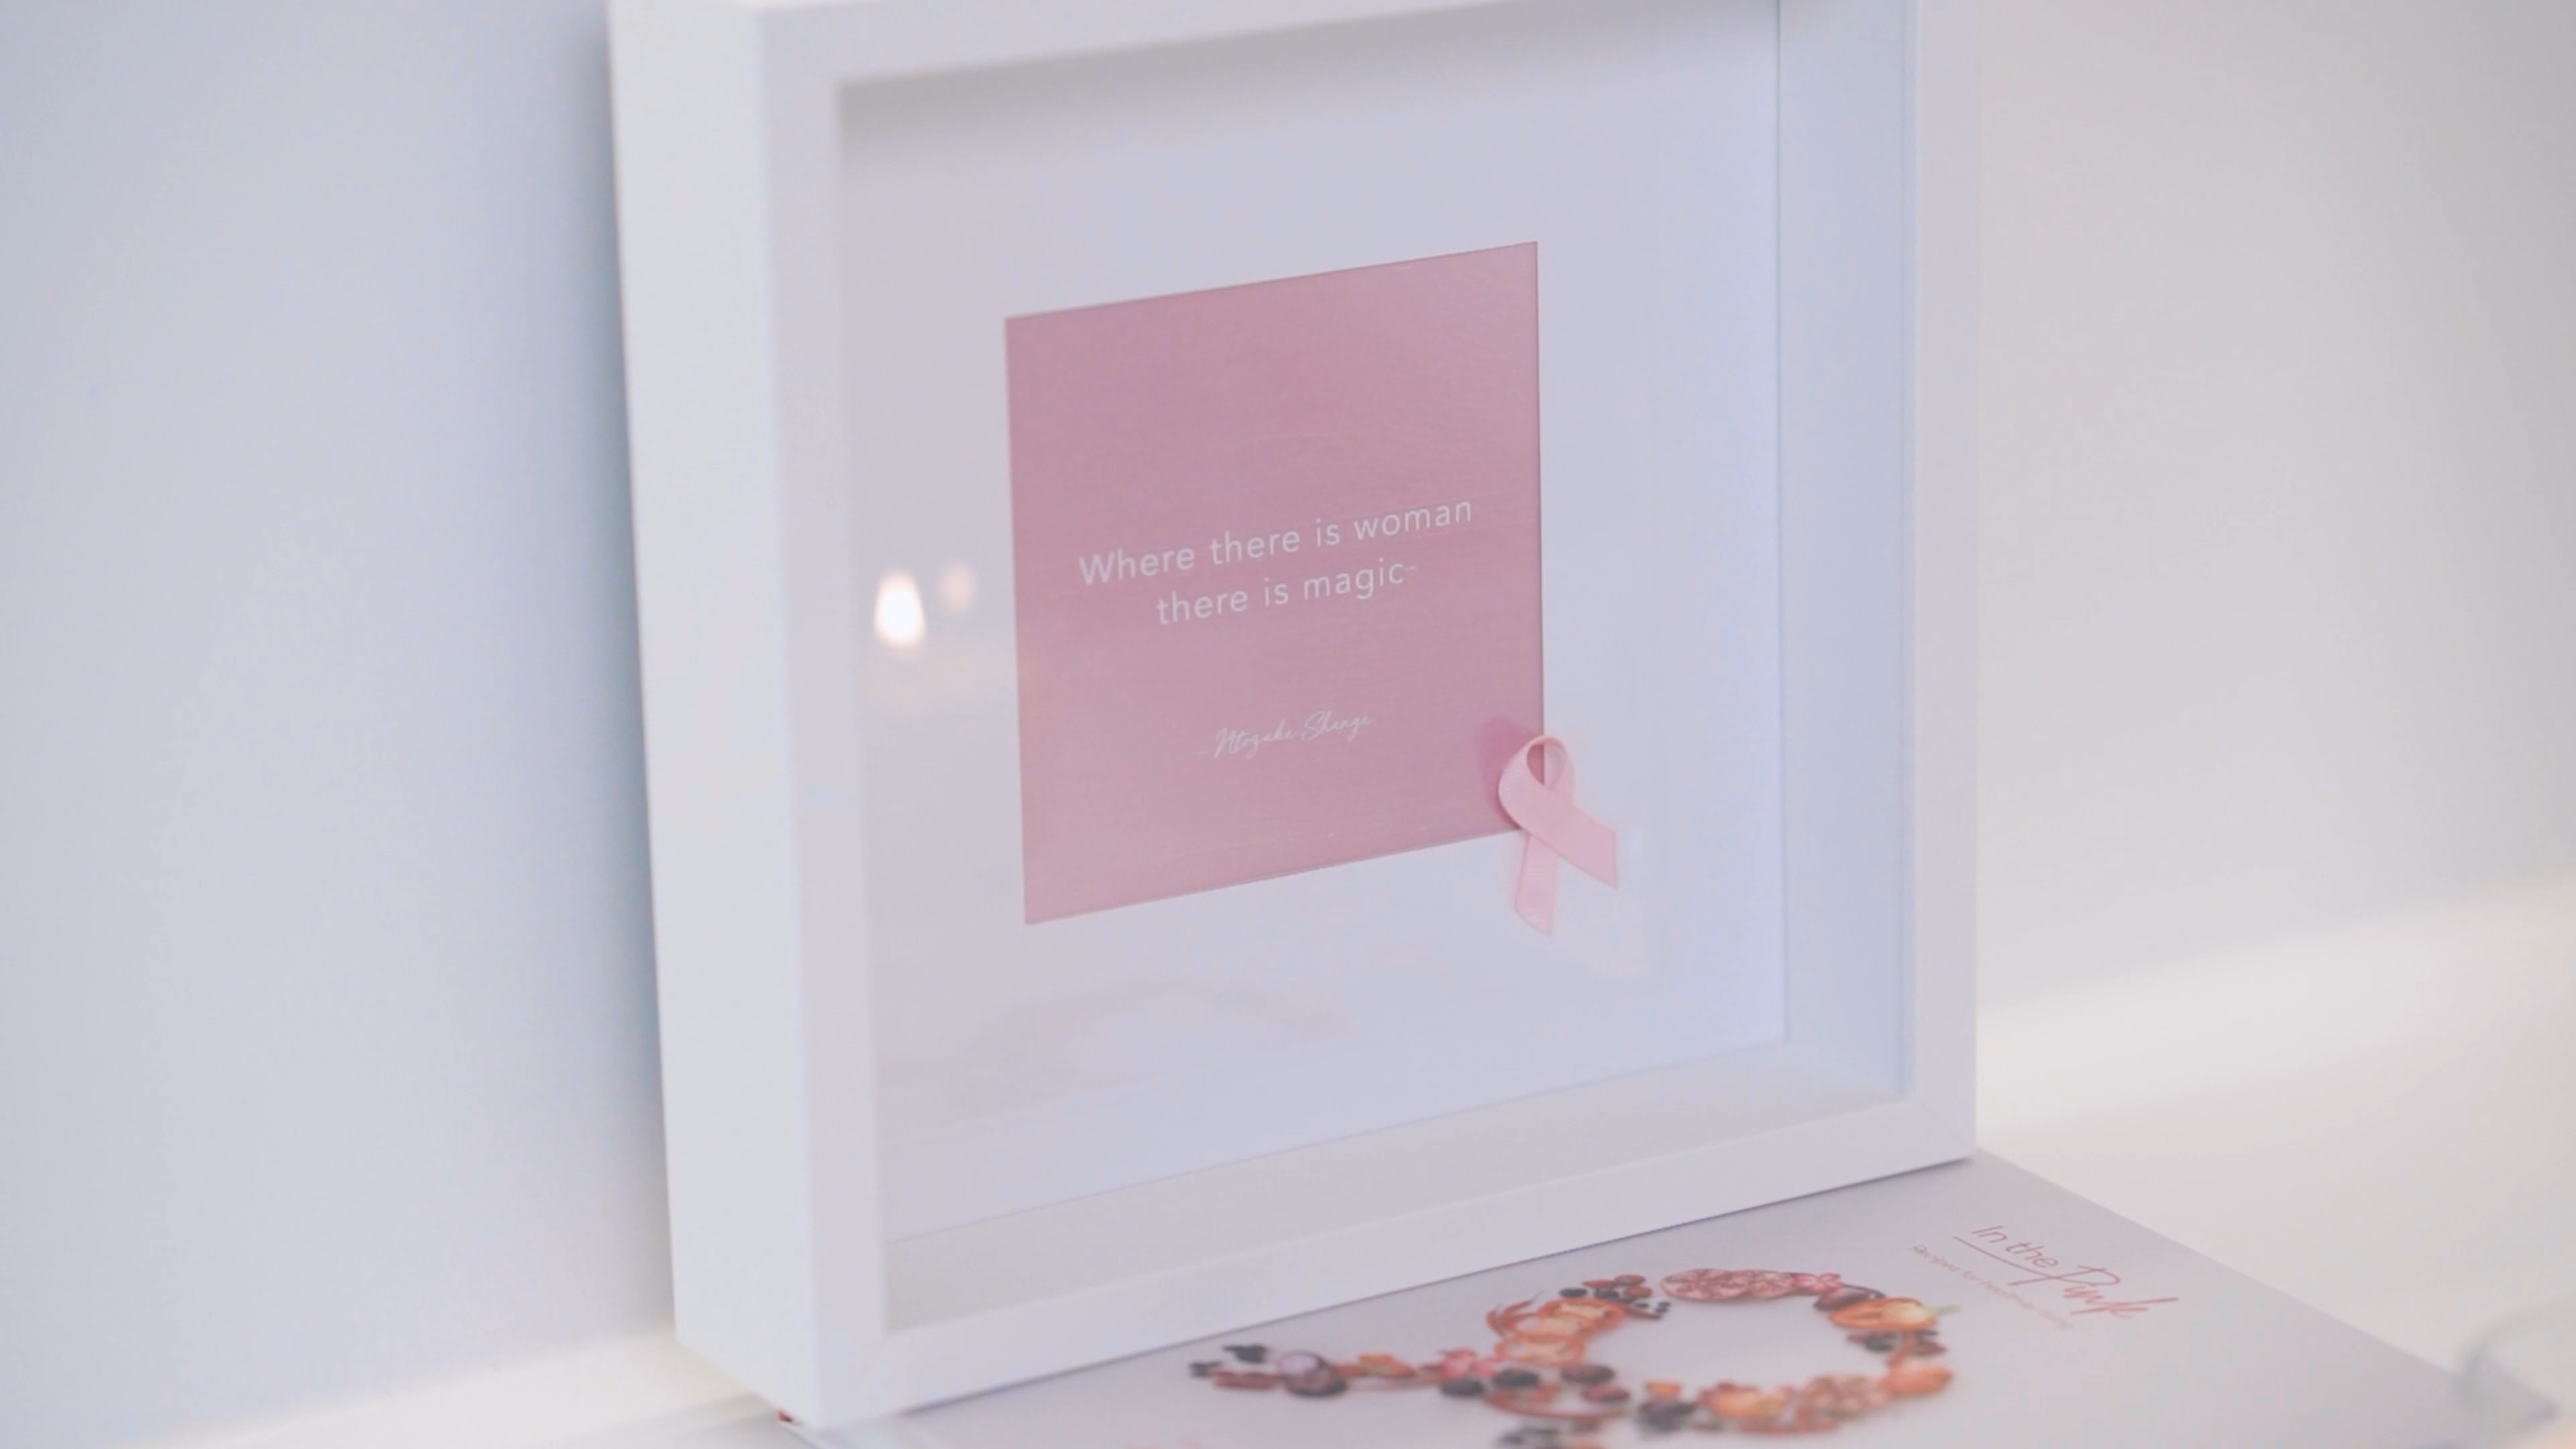 Where there is woman
there is magic-
- Ntozake Shange
In the Pink